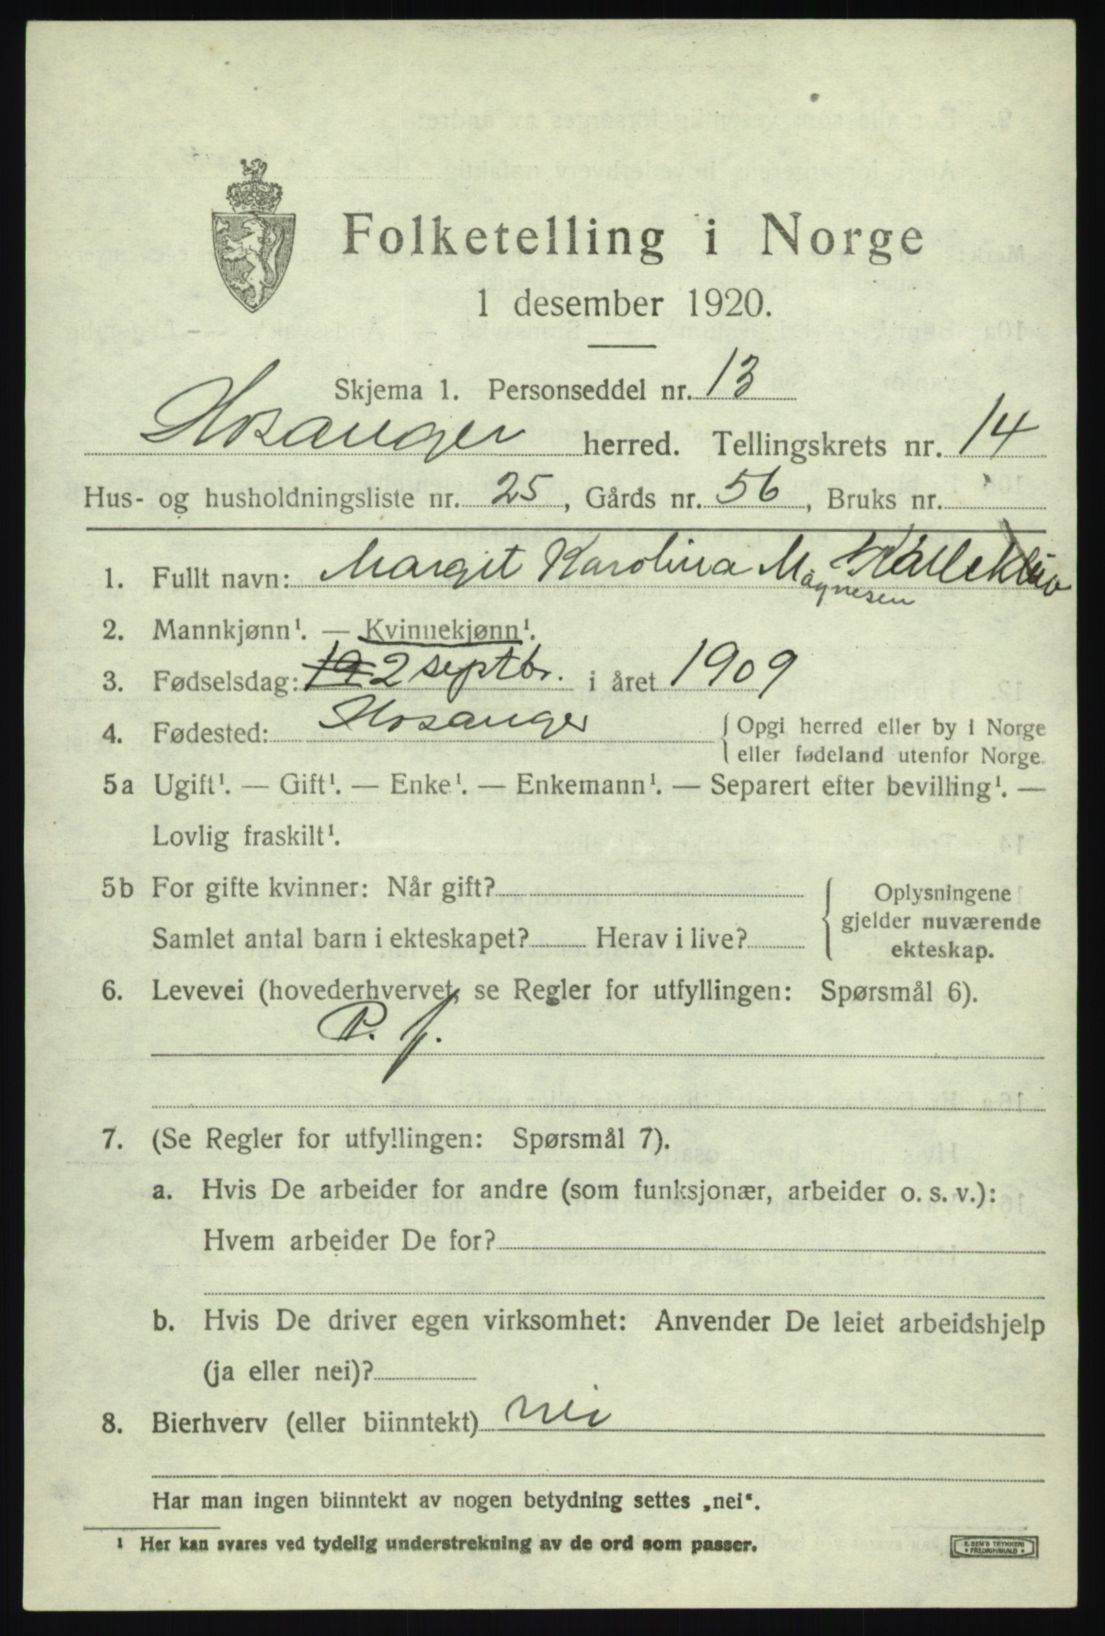 Folketelling i Norge
1 desember 1920.
Skjema 1. Personseddel nr. 13
Hosanger herred. Tellingskrets nr. 14
Hus- og husholdningsliste nr. 25, Gårds nr. 56, Bruks nr.
1. Fullt navn: Margit Karolina M Kallekliv
Magnesen
2. Mannkjønn¹. — Kvinnekjønn¹.
3. Fødselsdag: 19 2 septbr. i året 1909
4. Fødested: Hosanger { Opgi herred eller by i Norge
eller fødeland utenfor Norge.
5a Ugift¹. — Gift¹. — Enke¹. — Enkemann¹. — Separert efter bevilling¹. —
Lovlig fraskilt¹.
5b For gifte kvinner: Når gift? { Oplysningene
gjelder nuværende
ekteskap.
Samlet antal barn i ekteskapet? Herav i live?
6. Levevei (hovederhvervet, se Regler for utfyllingen: Spørsmål 6).
P. f.
7. (Se Regler for utfyllingen: Spørsmål 7).
a. Hvis De arbeider for andre (som funksjonær, arbeider o. s. v.):
Hvem arbeider De for?
b. Hvis De driver egen virksomhet: Anvender De leiet arbeidshjelp
(ja eller nei)?
8. Bierhverv (eller biinntekt) nei
Har man ingen biinntekt av nogen betydning settes „nei“.
¹ Her kan svares ved tydelig understrekning av de ord som passer.